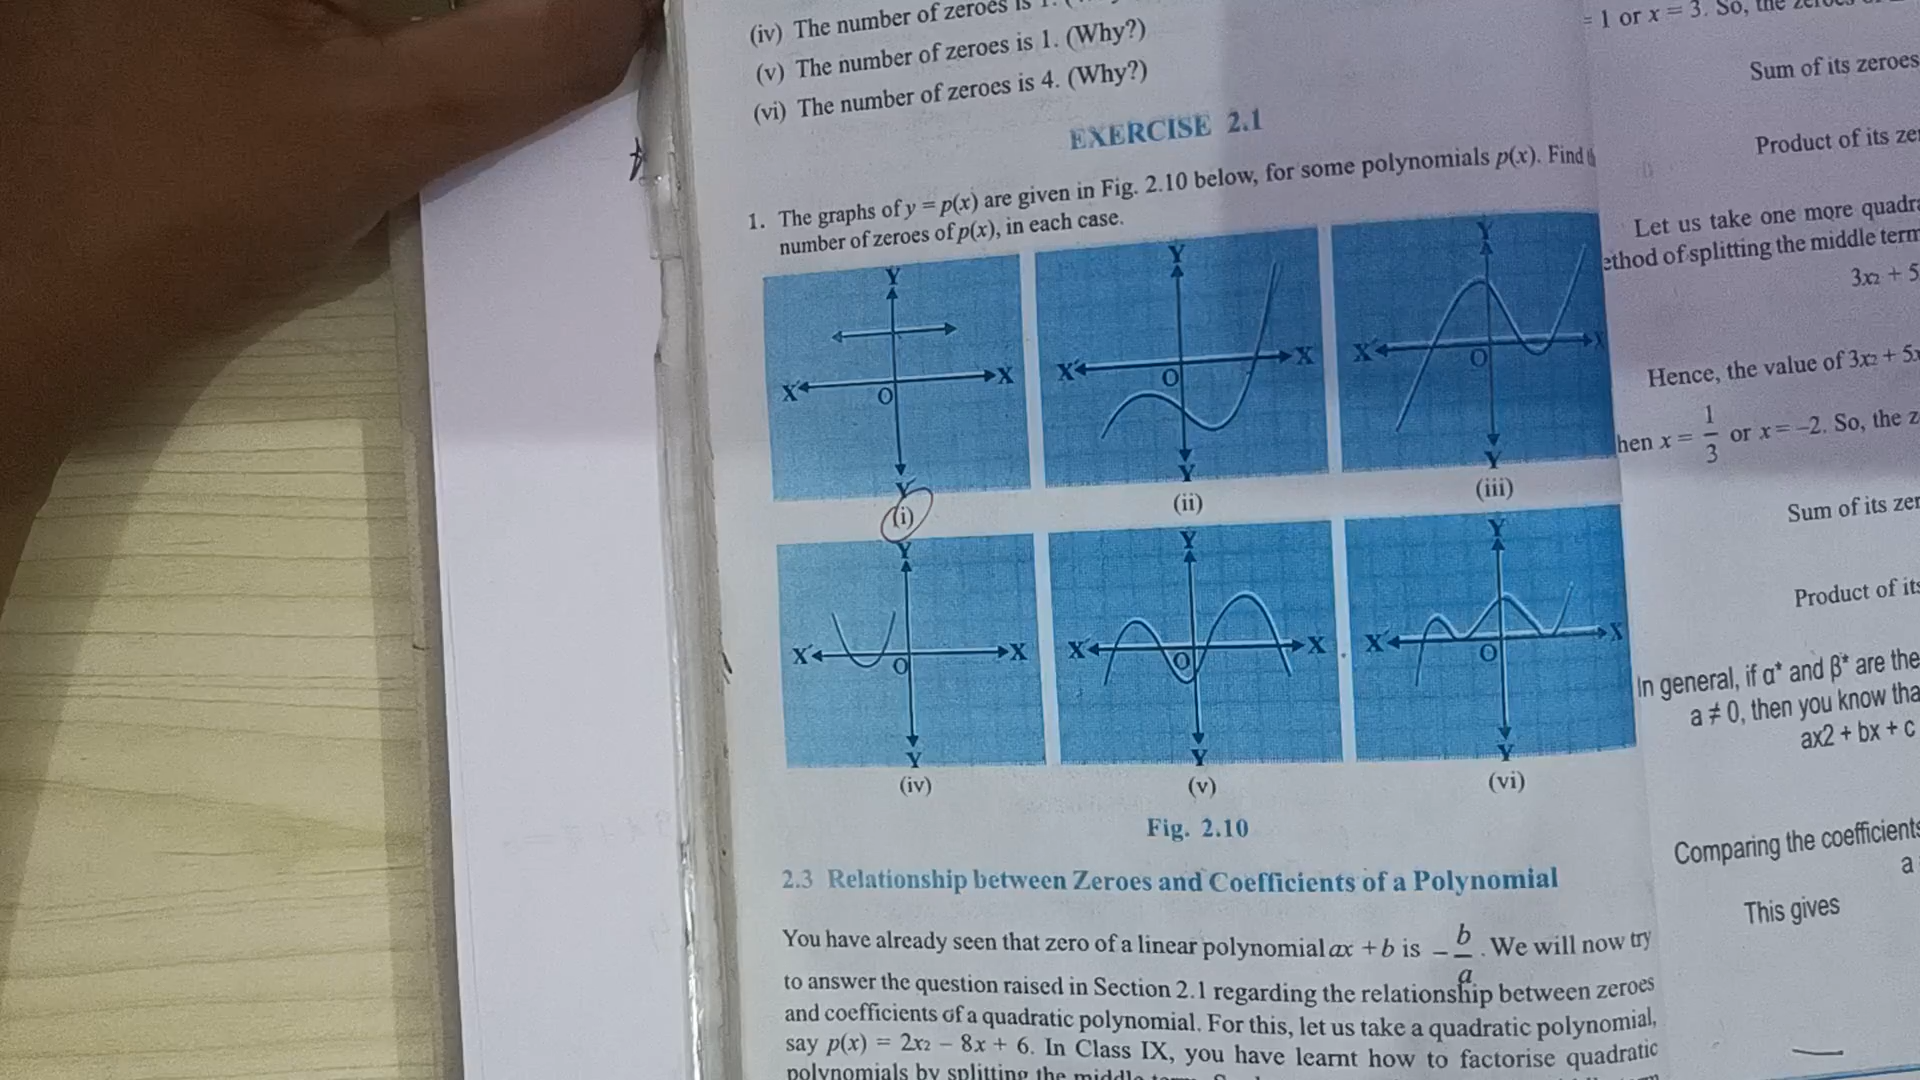 (iv) The number of zeroes is 1.
(v) The number of zeroes is 1. (Why?)
(vi) The number of zeroes is 4. (Why?)
EXERCISE 2.1
1. The graphs of y = p(x) are given in Fig. 2.10 below, for some polynomials p(x). Find
number of zeroes of p(x), in each case.
Y Y Y
X' X X' X X'
O O O
Y' Y Y
(i) (ii) (iii)
Y Y Y
X' X X' X X' X
O O O
Y Y Y
(iv) (v) (vi)
Fig. 2.10
2.3 Relationship between Zeroes and Coefficients of a Polynomial
You have already seen that zero of a linear polynomial ax + b is – b/a . We will now try
to answer the question raised in Section 2.1 regarding the relationship between zeroes
and coefficients of a quadratic polynomial. For this, let us take a quadratic polynomial,
say p(x) = 2x2 – 8x + 6. In Class IX, you have learnt how to factorise quadratic
polynomials by splitting the middle
= 1 or x = 3. So, the zeroes
Sum of its zeroes
Product of its ze
Let us take one more quadra
ethod of splitting the middle term
3x2 + 5
Hence, the value of 3x2 + 5x
hen x = 1/3 or x = –2. So, the z
Sum of its zer
Product of its
In general, if α* and β* are the
a ≠ 0, then you know tha
ax2 + bx + c
Comparing the coefficients
a
This gives